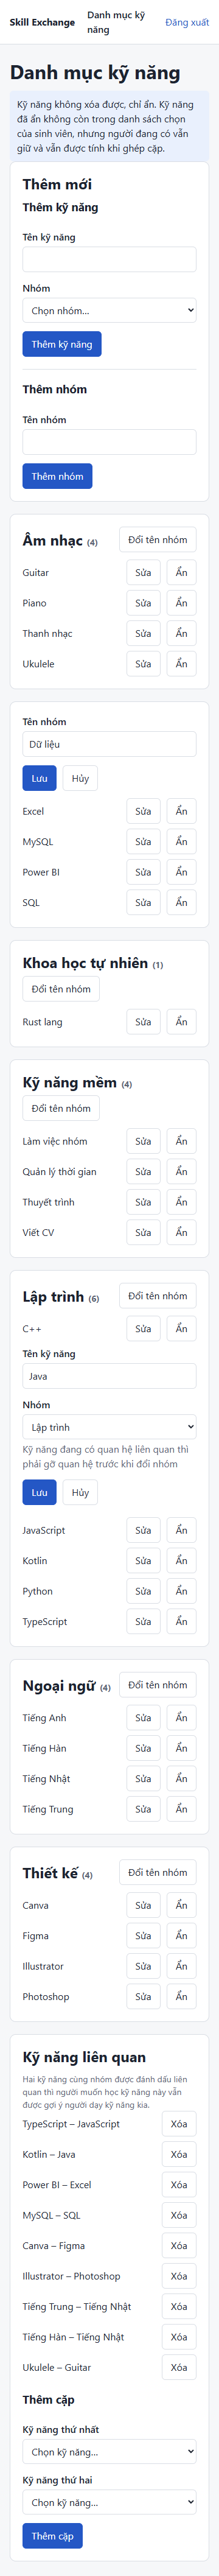 Skill Exchange
Danh mục kỹ
năng
Đăng xuất
Danh mục kỹ năng
Kỹ năng không xóa được, chỉ ẩn. Kỹ năng
đã ẩn không còn trong danh sách chọn
của sinh viên, nhưng người đang có vẫn
giữ và vẫn được tính khi ghép cặp.
Thêm mới
Thêm kỹ năng
Tên kỹ năng
Nhóm
Chọn nhóm...
Thêm kỹ năng
Thêm nhóm
Tên nhóm
Thêm nhóm
Âm nhạc (4) Đổi tên nhóm
Guitar Sửa Ẩn
Piano Sửa Ẩn
Thanh nhạc Sửa Ẩn
Ukulele Sửa Ẩn
Tên nhóm
Dữ liệu
Lưu Hủy
Excel Sửa Ẩn
MySQL Sửa Ẩn
Power BI Sửa Ẩn
SQL Sửa Ẩn
Khoa học tự nhiên (1)
Đổi tên nhóm
Rust lang Sửa Ẩn
Kỹ năng mềm (4)
Đổi tên nhóm
Làm việc nhóm Sửa Ẩn
Quản lý thời gian Sửa Ẩn
Thuyết trình Sửa Ẩn
Viết CV Sửa Ẩn
Lập trình (6) Đổi tên nhóm
C++ Sửa Ẩn
Tên kỹ năng
Java
Nhóm
Lập trình
Kỹ năng đang có quan hệ liên quan thì
phải gỡ quan hệ trước khi đổi nhóm
Lưu Hủy
JavaScript Sửa Ẩn
Kotlin Sửa Ẩn
Python Sửa Ẩn
TypeScript Sửa Ẩn
Ngoại ngữ (4) Đổi tên nhóm
Tiếng Anh Sửa Ẩn
Tiếng Hàn Sửa Ẩn
Tiếng Nhật Sửa Ẩn
Tiếng Trung Sửa Ẩn
Thiết kế (4) Đổi tên nhóm
Canva Sửa Ẩn
Figma Sửa Ẩn
Illustrator Sửa Ẩn
Photoshop Sửa Ẩn
Kỹ năng liên quan
Hai kỹ năng cùng nhóm được đánh dấu liên
quan thì người muốn học kỹ năng này vẫn
được gợi ý người dạy kỹ năng kia.
TypeScript – JavaScript Xóa
Kotlin – Java Xóa
Power BI – Excel Xóa
MySQL – SQL Xóa
Canva – Figma Xóa
Illustrator – Photoshop Xóa
Tiếng Trung – Tiếng Nhật Xóa
Tiếng Hàn – Tiếng Nhật Xóa
Ukulele – Guitar Xóa
Thêm cặp
Kỹ năng thứ nhất
Chọn kỹ năng...
Kỹ năng thứ hai
Chọn kỹ năng...
Thêm cặp